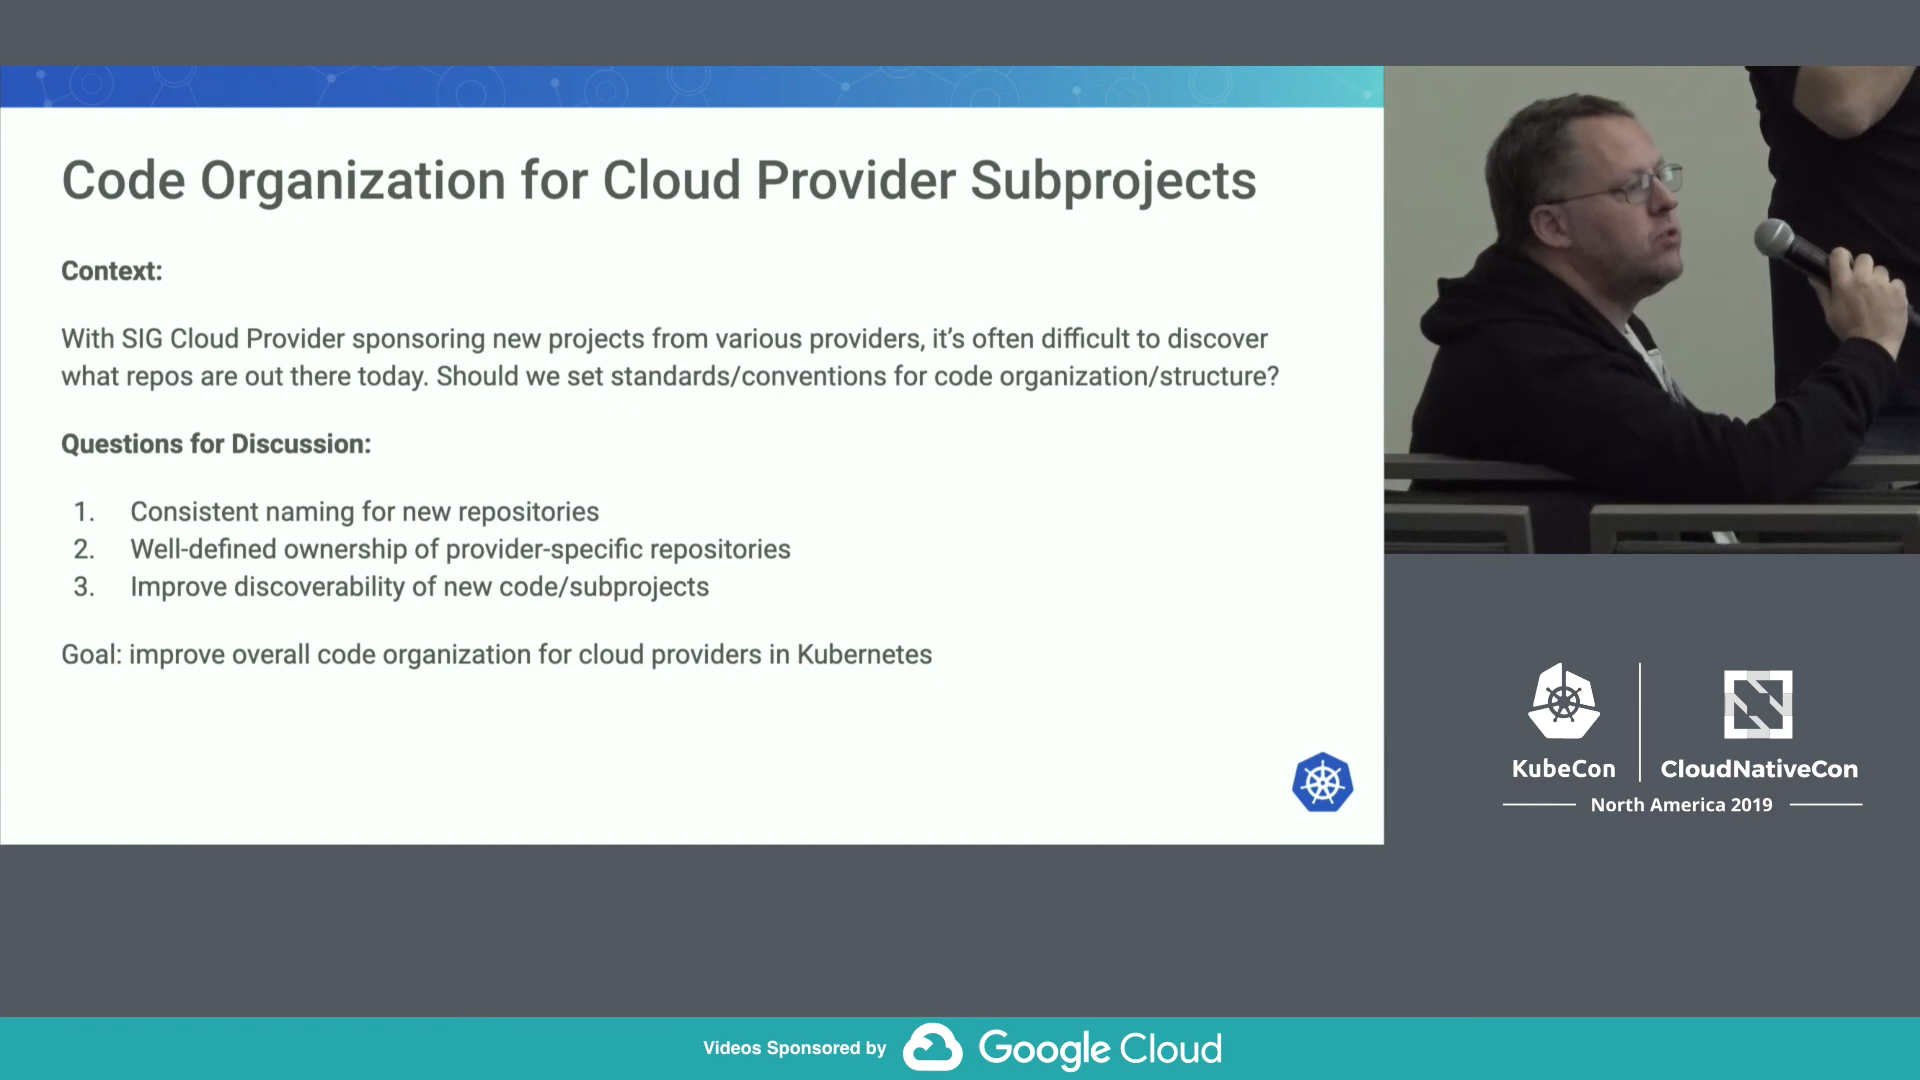 Code Organization for Cloud Provider Subprojects
Context:
With SIG Cloud Provider sponsoring new projects from various providers, it’s often difficult to discover
what repos are out there today. Should we set standards/conventions for code organization/structure?
Questions for Discussion:
1. Consistent naming for new repositories
2. Well-defined ownership of provider-specific repositories
3. Improve discoverability of new code/subprojects
Goal: improve overall code organization for cloud providers in Kubernetes
KubeCon
CloudNativeCon
North America 2019
Videos Sponsored by
Google Cloud